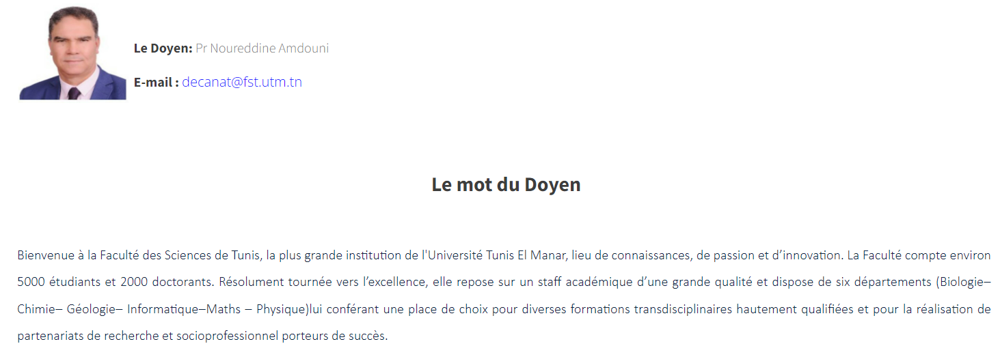 Le Doyen: Pr Noureddine Amdouni
E-mail : decanat@fst.utm.tn
Le mot du Doyen
Bienvenue à la Faculté des Sciences de Tunis, la plus grande institution de l'Université Tunis El Manar, lieu de connaissances, de passion et d’innovation. La Faculté compte environ
5000 étudiants et 2000 doctorants. Résolument tournée vers l’excellence, elle repose sur un staff académique d’une grande qualité et dispose de six départements (Biologie–
Chimie– Géologie– Informatique–Maths – Physique)lui conférant une place de choix pour diverses formations transdisciplinaires hautement qualifiées et pour la réalisation de
partenariats de recherche et socioprofessionnel porteurs de succès.